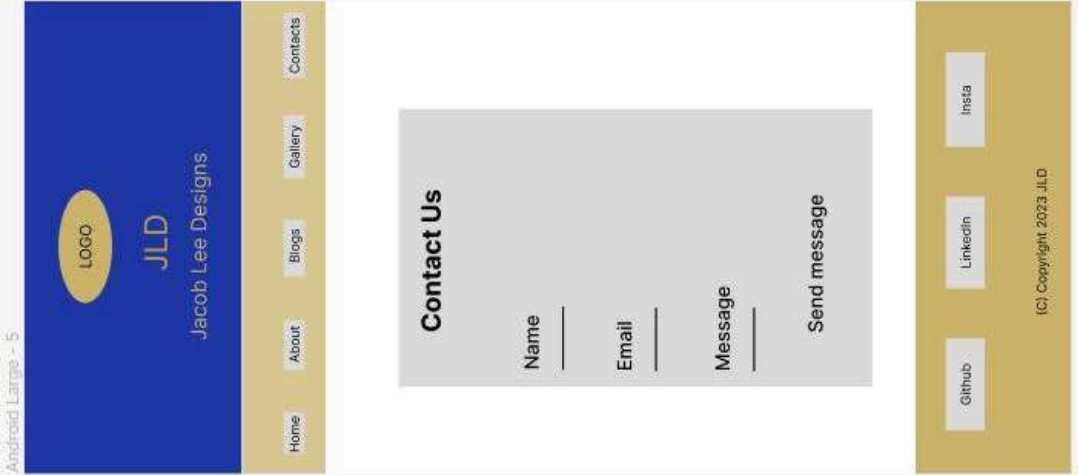 Android Large - 5
LOGO
JLD
Jacob Lee Designs
Home About Blogs Gallery Contacts
Contact Us
Name
Email
Message
Send message
Github LinkedIn Insta
(C) Copyright 2023 JLD